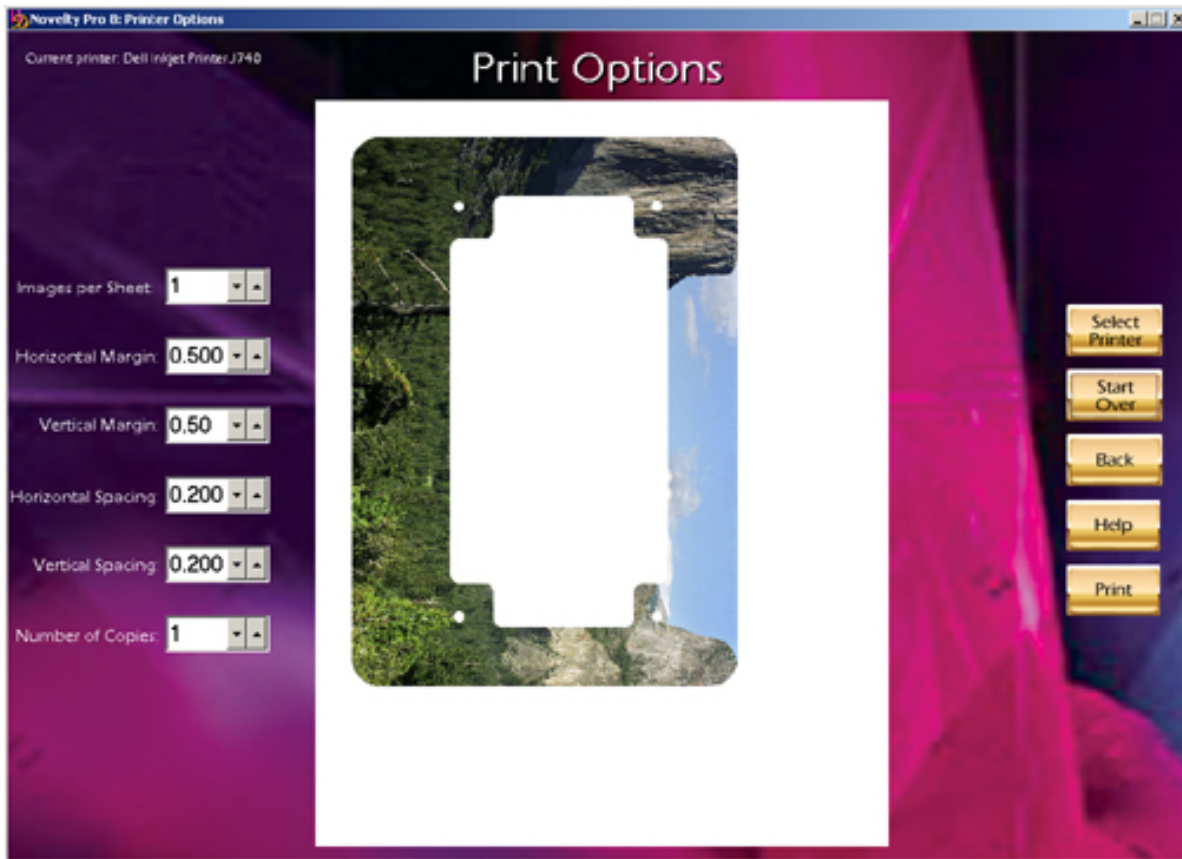 Novelty Pro 8: Printer Options
Current printer: Dell Inkjet Printer J740
Print Options
Images per Sheet: 1
Horizontal Margin: 0.500
Vertical Margin: 0.50
Horizontal Spacing: 0.200
Vertical Spacing: 0.200
Number of Copies: 1
Select
Printer
Start
Over
Back
Help
Print